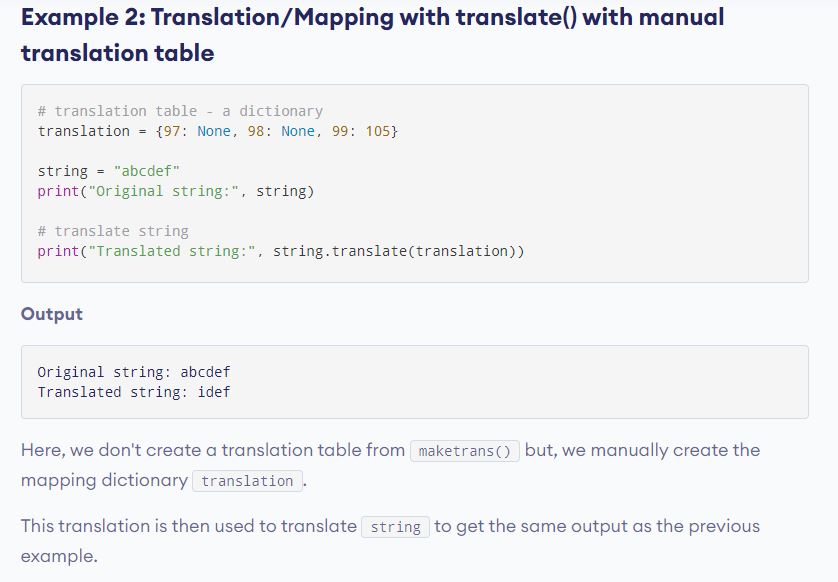 Example 2: Translation/Mapping with translate() with manual
translation table
# translation table - a dictionary
translation = {97: None, 98: None, 99: 105}
string = "abcdef"
print("Original string:", string)
# translate string
print("Translated string:", string.translate(translation))
Output
Original string: abcdef
Translated string: idef
Here, we don't create a translation table from maketrans() but, we manually create the
mapping dictionary translation .
This translation is then used to translate string to get the same output as the previous
example.